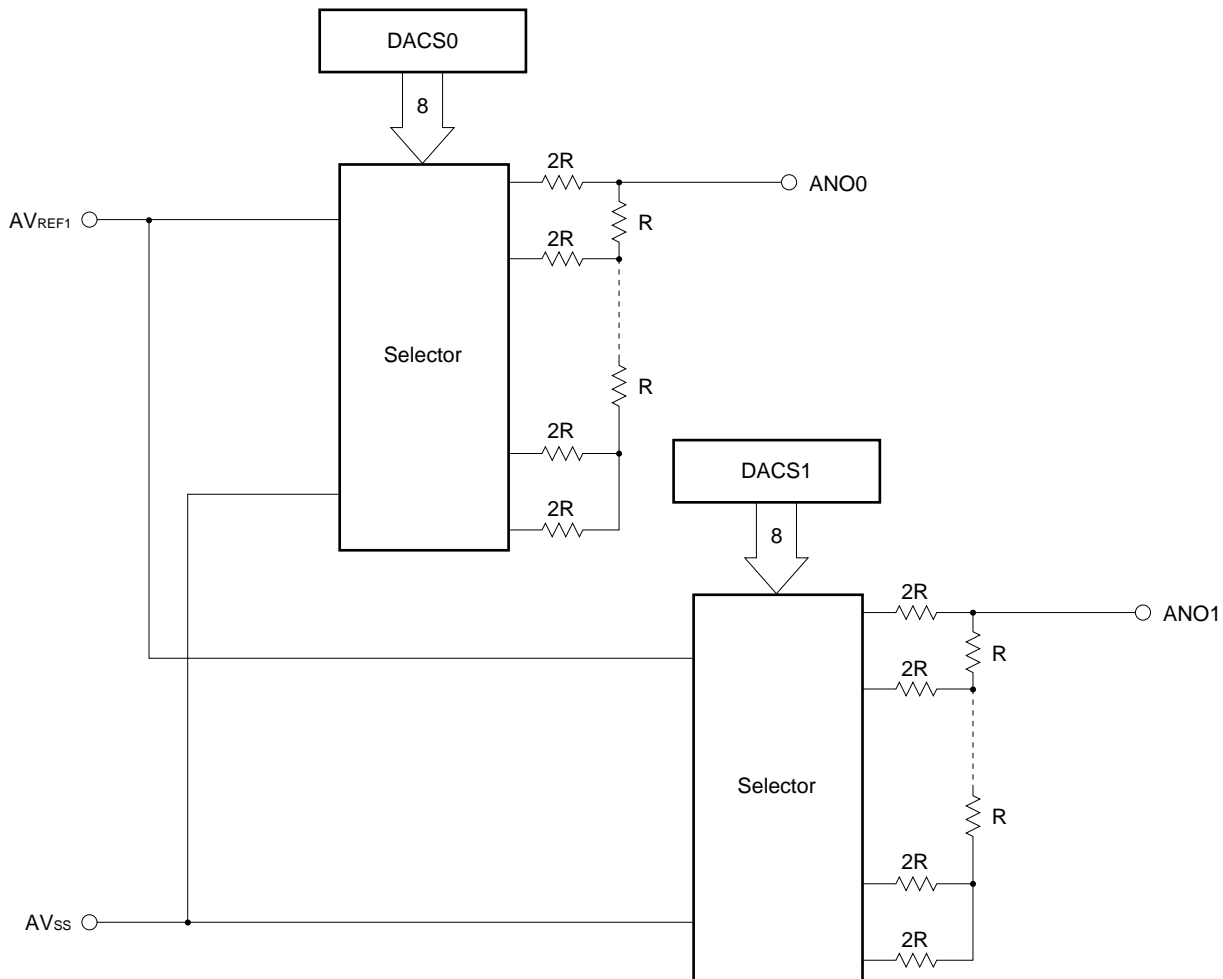 DACS0
8
2R
ANO0
R
AVREF1
2R
Selector
R
2R
DACS1
2R
8
2R
ANO1
R
2R
Selector
R
2R
AVSS
2R